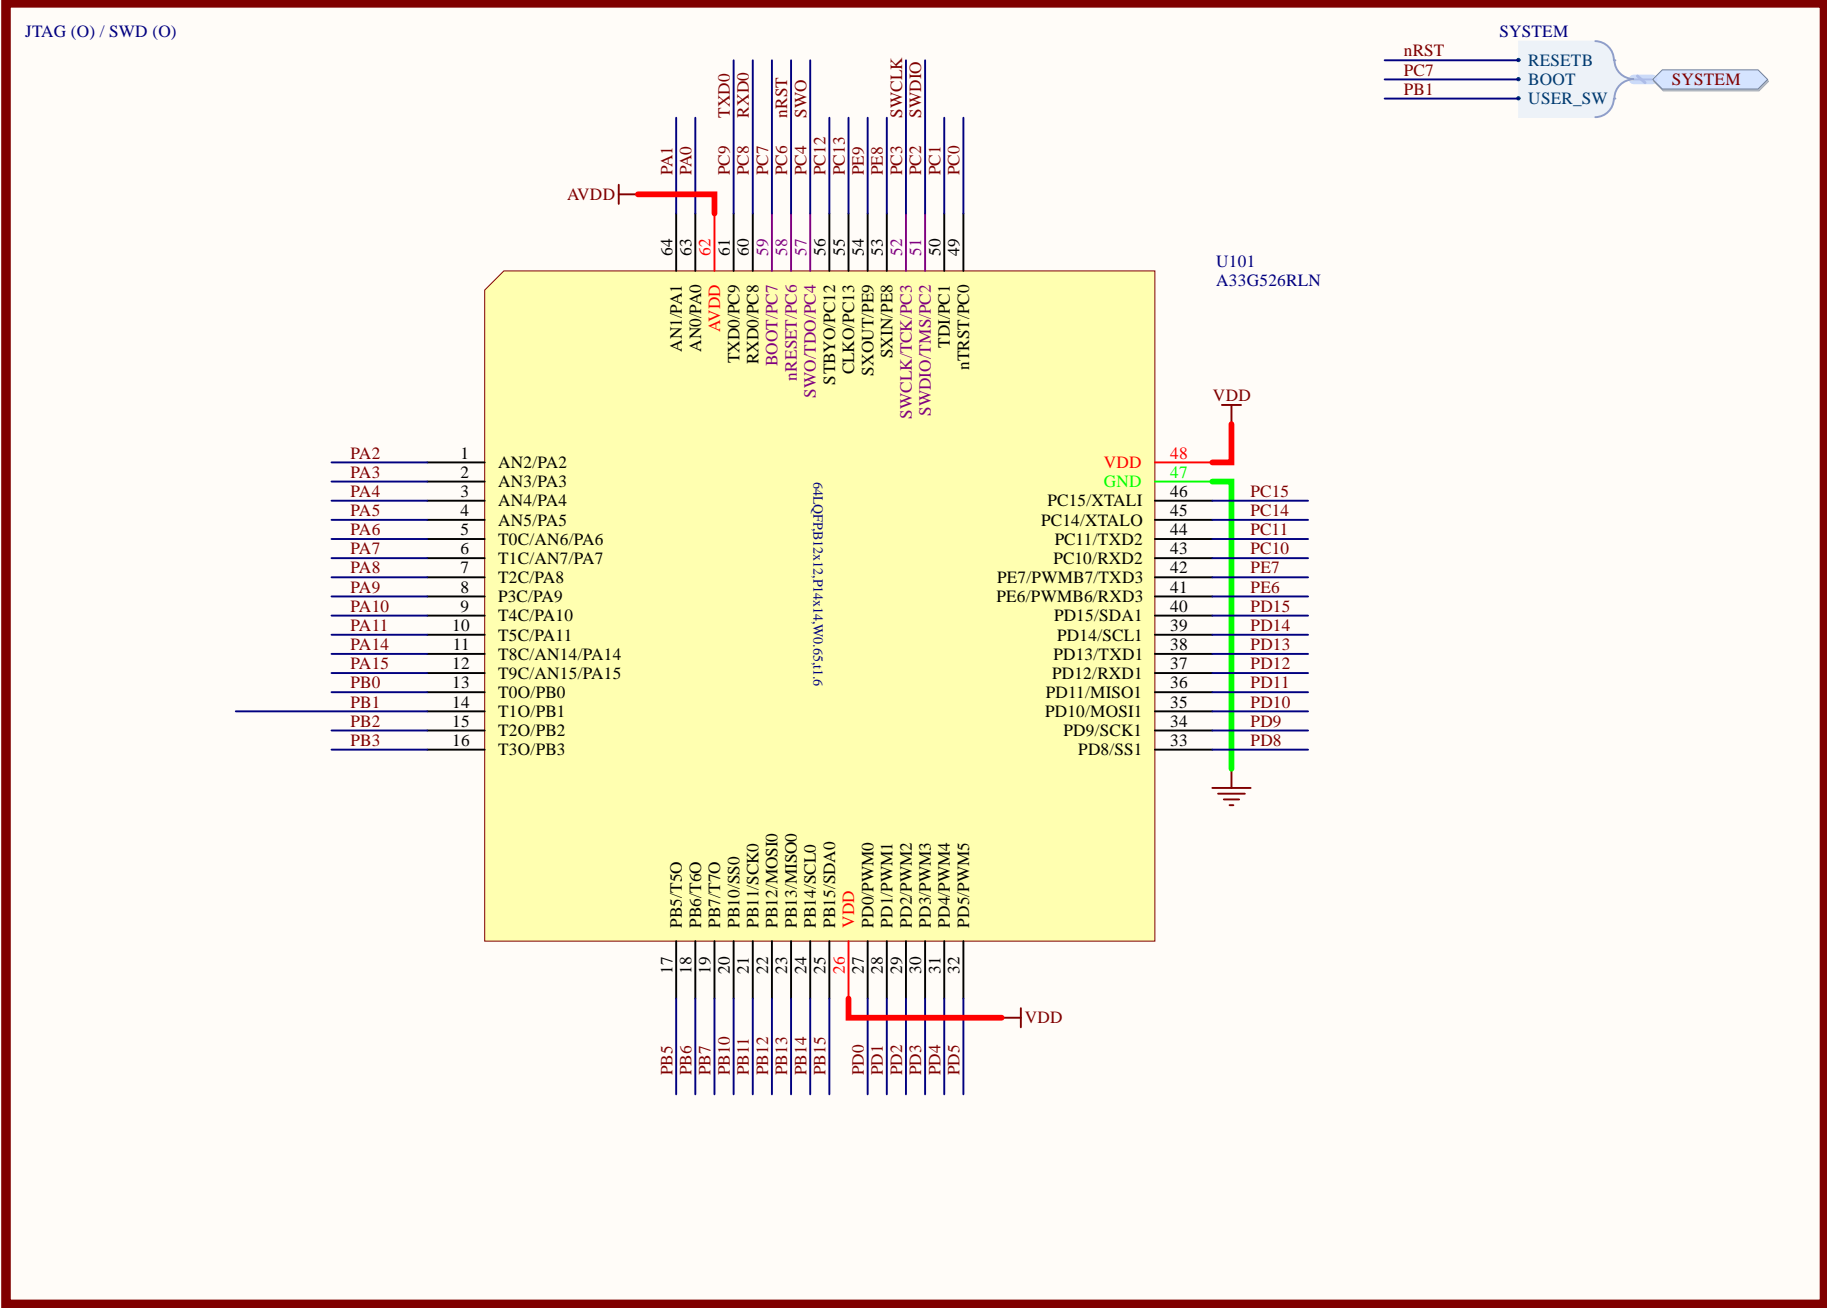 JTAG (O) / SWD (O)
SYSTEM
nRST
RESETB
PC7
BOOT
PB1
USER_SW
SYSTEM
TXD0
RXD0
nRST
SWO
SWCLK
SWDIO
PA1
PA0
PC9
PC8
PC7
PC6
PC4
PC12
PC13
PE9
PE8
PC3
PC2
PC1
PC0
AVDD
64
63
62
61
60
59
58
57
56
55
54
53
52
51
50
49
U101
A33G526RLN
AN1/PA1
AN0/PA0
AVDD
TXD0/PC9
RXD0/PC8
BOOT/PC7
nRESET/PC6
SWO/TDO/PC4
STBYO/PC12
CLKO/PC13
SXOUT/PE9
SXIN/PE8
SWCLK/TCK/PC3
SWDIO/TMS/PC2
TDI/PC1
nTRST/PC0
PA2 1 AN2/PA2
PA3 2 AN3/PA3
PA4 3 AN4/PA4
PA5 4 AN5/PA5
PA6 5 T0C/AN6/PA6
PA7 6 T1C/AN7/PA7
PA8 7 T2C/PA8
PA9 8 P3C/PA9
PA10 9 T4C/PA10
PA11 10 T5C/PA11
PA14 11 T8C/AN14/PA14
PA15 12 T9C/AN15/PA15
PB0 13 T0O/PB0
PB1 14 T1O/PB1
PB2 15 T2O/PB2
PB3 16 T3O/PB3
64LQFPB12x12,P14x14,W0.65,t1.6
VDD
VDD 48
GND 47
PC15/XTALI 46 PC15
PC14/XTALO 45 PC14
PC11/TXD2 44 PC11
PC10/RXD2 43 PC10
PE7/PWMB7/TXD3 42 PE7
PE6/PWMB6/RXD3 41 PE6
PD15/SDA1 40 PD15
PD14/SCL1 39 PD14
PD13/TXD1 38 PD13
PD12/RXD1 37 PD12
PD11/MISO1 36 PD11
PD10/MOSI1 35 PD10
PD9/SCK1 34 PD9
PD8/SS1 33 PD8
PB5/T5O
PB6/T6O
PB7/T7O
PB10/SS0
PB11/SCK0
PB12/MOSI0
PB13/MISO0
PB14/SCL0
PB15/SDA0
VDD
PD0/PWM0
PD1/PWM1
PD2/PWM2
PD3/PWM3
PD4/PWM4
PD5/PWM5
17
18
19
20
21
22
23
24
25
26
27
28
29
30
31
32
VDD
PB5
PB6
PB7
PB10
PB11
PB12
PB13
PB14
PB15
PD0
PD1
PD2
PD3
PD4
PD5